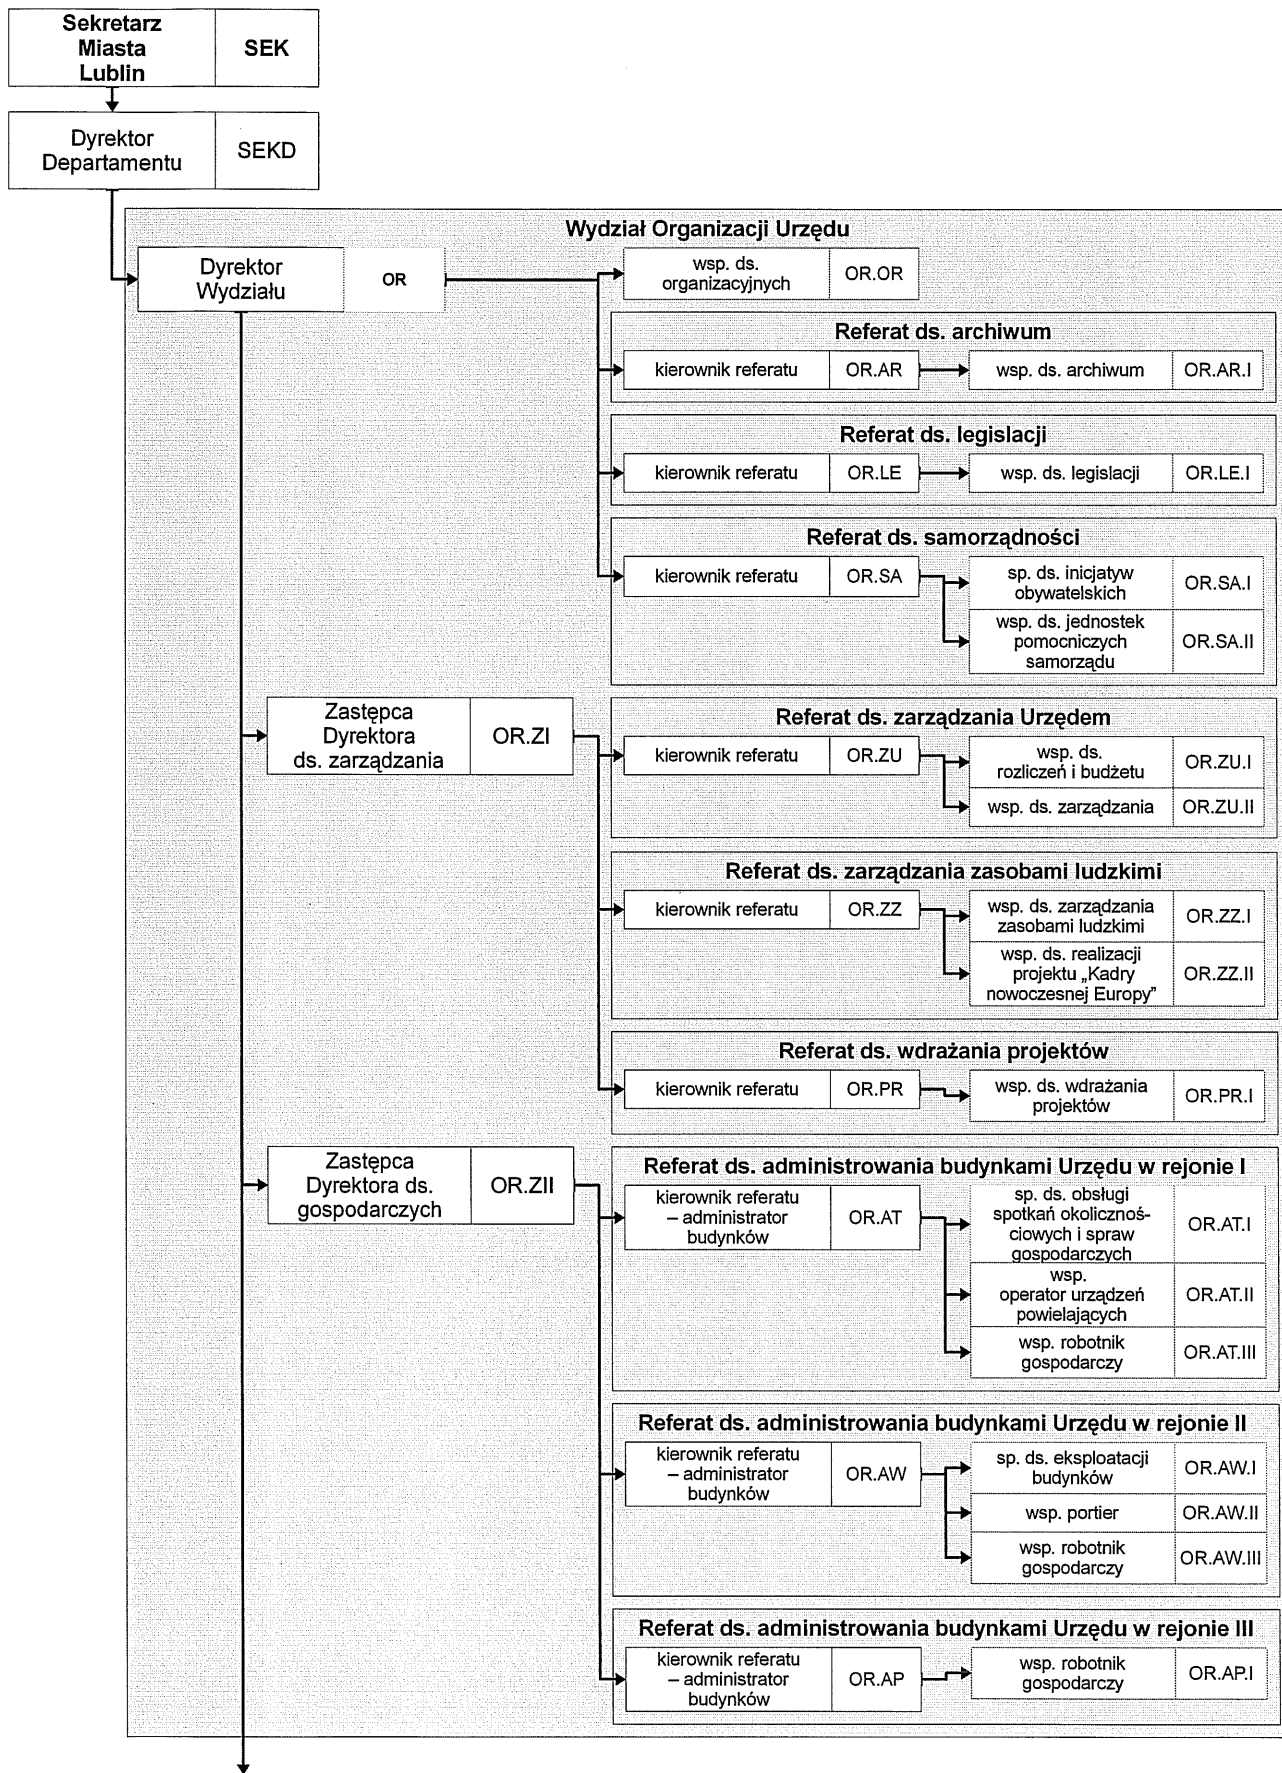 Sekretarz
Miasta
Lublin
SEK
Dyrektor
Departamentu
SEKD
Wydział Organizacji Urzędu
Dyrektor
Wydziału
OR
wsp. ds.
organizacyjnych
OR.OR
Referat ds. archiwum
kierownik referatu
OR.AR
wsp. ds. archiwum
OR.AR.I
Referat ds. legislacji
kierownik referatu
OR.LE
wsp. ds. legislacji
OR.LE.I
Referat ds. samorządności
kierownik referatu
OR.SA
sp. ds. inicjatyw
obywatelskich
OR.SA.I
wsp. ds. jednostek
pomocniczych
samorządu
OR.SA.II
Zastępca
Dyrektora
ds. zarządzania
OR.ZI
Referat ds. zarządzania Urzędem
kierownik referatu
OR.ZU
wsp. ds.
rozliczeń i budżetu
OR.ZU.I
wsp. ds. zarządzania
OR.ZU.II
Referat ds. zarządzania zasobami ludzkimi
kierownik referatu
OR.ZZ
wsp. ds. zarządzania
zasobami ludzkimi
OR.ZZ.I
wsp. ds. realizacji
projektu „Kadry
nowoczesnej Europy”
OR.ZZ.II
Referat ds. wdrażania projektów
kierownik referatu
OR.PR
wsp. ds. wdrażania
projektów
OR.PR.I
Zastępca
Dyrektora ds.
gospodarczych
OR.ZII
Referat ds. administrowania budynkami Urzędu w rejonie I
kierownik referatu
– administrator
budynków
OR.AT
sp. ds. obsługi
spotkań okoliczno­ś-
ciowych i spraw
gospodarczych
OR.AT.I
wsp.
operator urządzeń
powielających
OR.AT.II
wsp. robotnik
gospodarczy
OR.AT.III
Referat ds. administrowania budynkami Urzędu w rejonie II
kierownik referatu
– administrator
budynków
OR.AW
sp. ds. eksploatacji
budynków
OR.AW.I
wsp. portier
OR.AW.II
wsp. robotnik
gospodarczy
OR.AW.III
Referat ds. administrowania budynkami Urzędu w rejonie III
kierownik referatu
– administrator
budynków
OR.AP
wsp. robotnik
gospodarczy
OR.AP.I